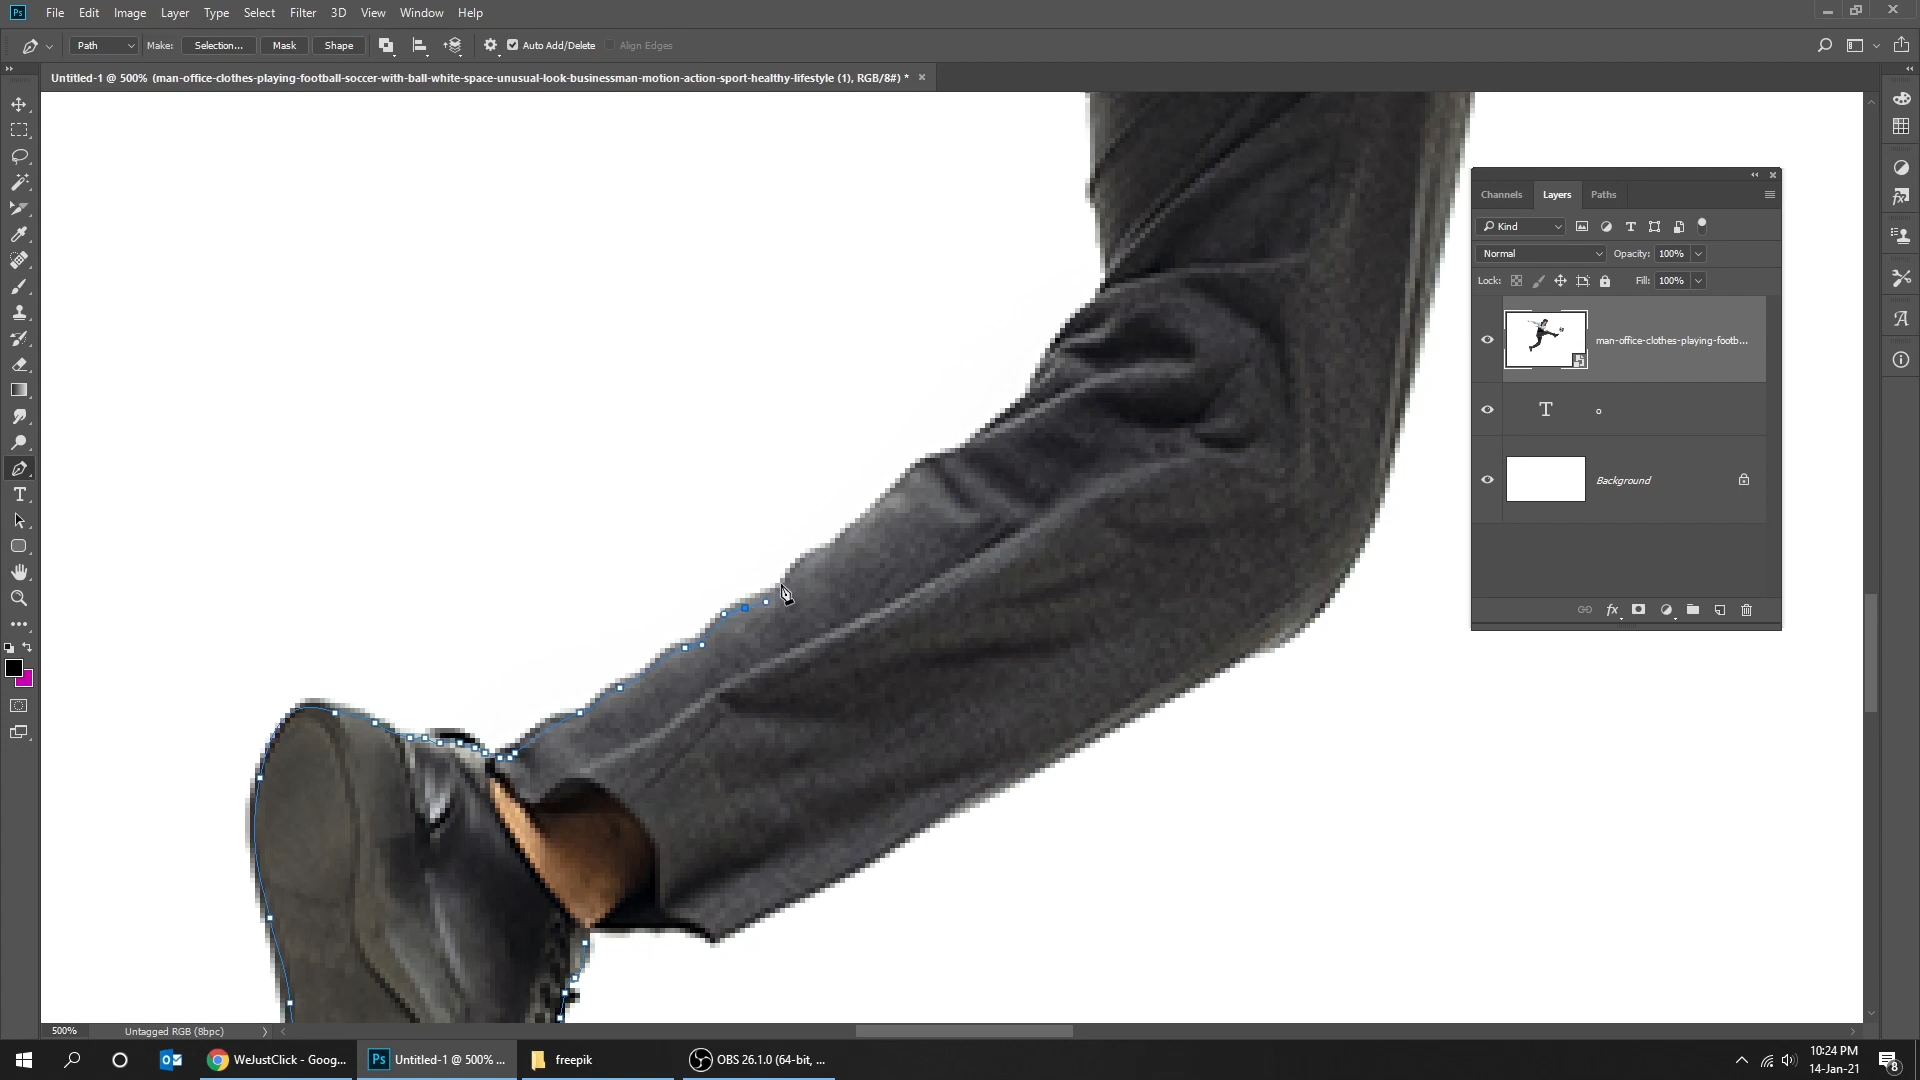 Ps File Edit Image Layer Type Select Filter 3D View Window Help
Path Make: Selection... Mask Shape Auto Add/Delete Align Edges
Untitled-1 @ 500% (man-office-clothes-playing-football-soccer-with-ball-white-space-unusual-look-businessman-motion-action-sport-healthy-lifestyle (1), RGB/8#) *
Channels Layers Paths
Kind
Normal Opacity: 100%
Lock: Fill: 100%
man-office-clothes-playing-footb...
T o
Background
fx
500% Untagged RGB (8bpc)
WeJustClick - Goog... Ps Untitled-1 @ 500% ... freepik OBS 26.1.0 (64-bit, ...
10:24 PM
14-Jan-21
8